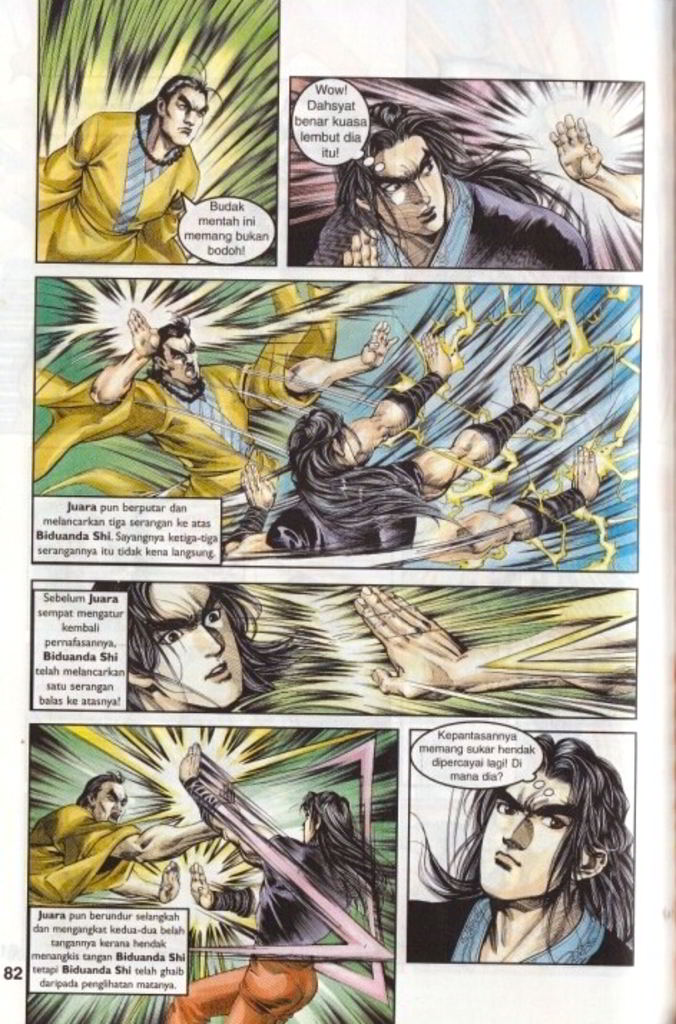 Budak
mentah ini
memang bukan
bodoh!
Wow!
Dahsyat
benar kuasa
lembut dia
itu!
Juara pun berputar dan
melancarkan tiga serangan ke atas
Biduanda Shi. Sayangnya ketiga-tiga
serangannya itu tidak kena langsung.
Sebelum Juara
sempat mengatur
kembali
pernafasannya,
Biduanda Shi
telah melancarkan
satu serangan
balas ke atasnya!
Juara pun berundur selangkah
dan mengangkat kedua-dua belah
tangannya kerana hendak
menangkis tangan Biduanda Shi
tetapi Biduanda Shi telah ghaib
daripada penglihatan matanya.
Kepantasannya
memang sukar hendak
dipercayai lagi! Di
mana dia?
82